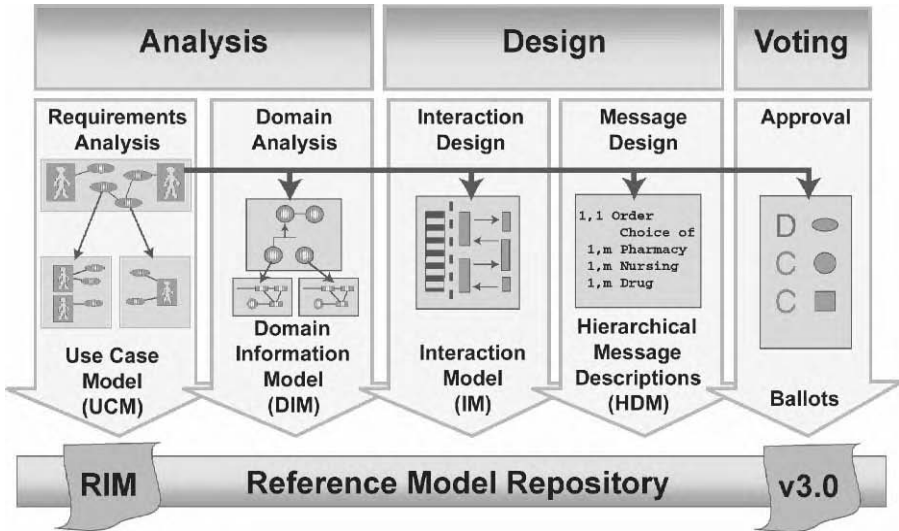 Analysis
Design
Voting
Requirements
Analysis
Domain
Analysis
Interaction
Design
Message
Design
Approval
1,1 Order
Choice of
1,m Pharmacy
1,m Nursing
1,m Drug
D
C
C
Use Case
Model
(UCM)
Domain
Information
Model
(DIM)
Interaction
Model
(IM)
Hierarchical
Message
Descriptions
(HDM)
Ballots
RIM
Reference Model Repository
v3.0